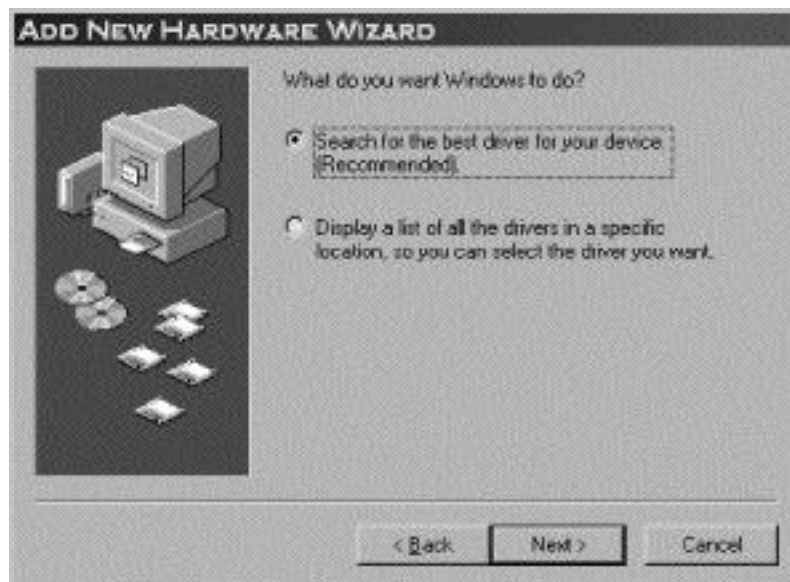 ADD NEW HARDWARE WIZARD
What do you want Windows to do?
Search for the best driver for your device.
(Recommended).
Display a list of all the drivers in a specific
location, so you can select the driver you want.
< Back
Next >
Cancel